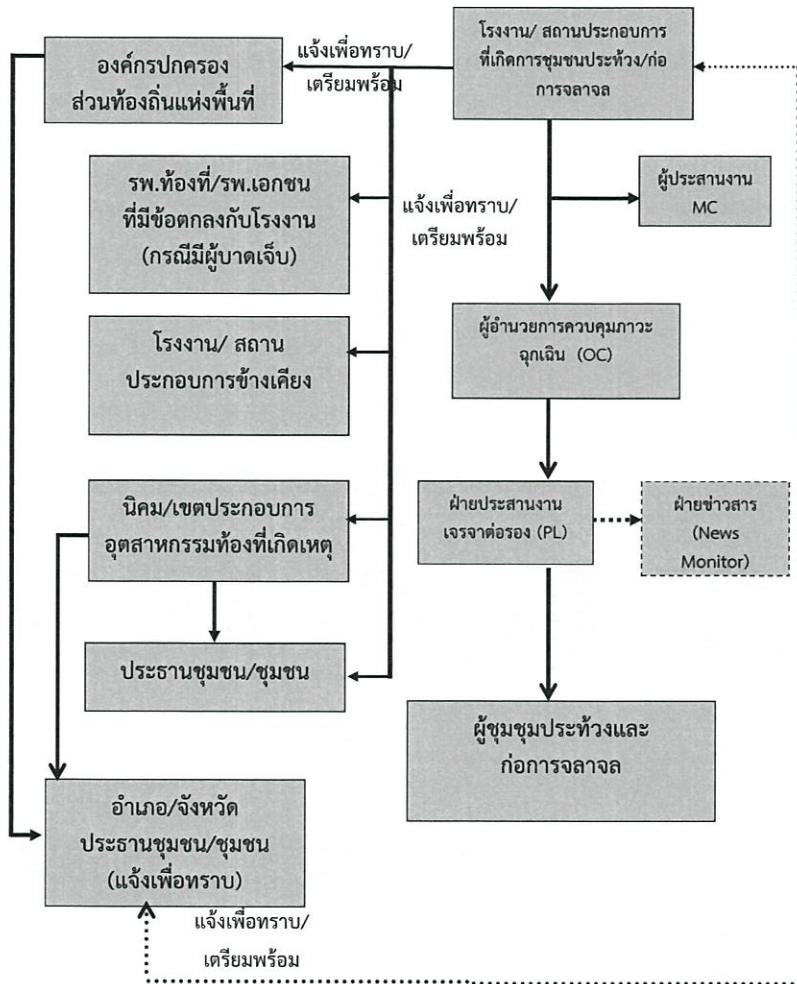 แจ้งเพื่อทราบ/
เตรียมพร้อม
องค์กรปกครอง
ส่วนท้องถิ่นแห่งพื้นที่
โรงงาน/ สถานประกอบการ
ที่เกิดการชุมชนประท้วง/ก่อ
การจลาจล
รพ.ท้องที่/รพ.เอกชน
ที่มีข้อตกลงกับโรงงาน
(กรณีมีผู้บาดเจ็บ)
แจ้งเพื่อทราบ/
เตรียมพร้อม
ผู้ประสานงาน
MC
โรงงาน/ สถาน
ประกอบการข้างเคียง
ผู้อำนวยการควบคุมภาวะ
ฉุกเฉิน (OC)
นิคม/เขตประกอบการ
อุตสาหกรรมท้องที่เกิดเหตุ
ฝ่ายประสานงาน
เจรจาต่อรอง (PL)
ฝ่ายข่าวสาร
(News
Monitor)
ประธานชุมชน/ชุมชน
ผู้ชุมชุมประท้วงและ
ก่อการจลาจล
อำเภอ/จังหวัด
ประธานชุมชน/ชุมชน
(แจ้งเพื่อทราบ)
แจ้งเพื่อทราบ/
เตรียมพร้อม